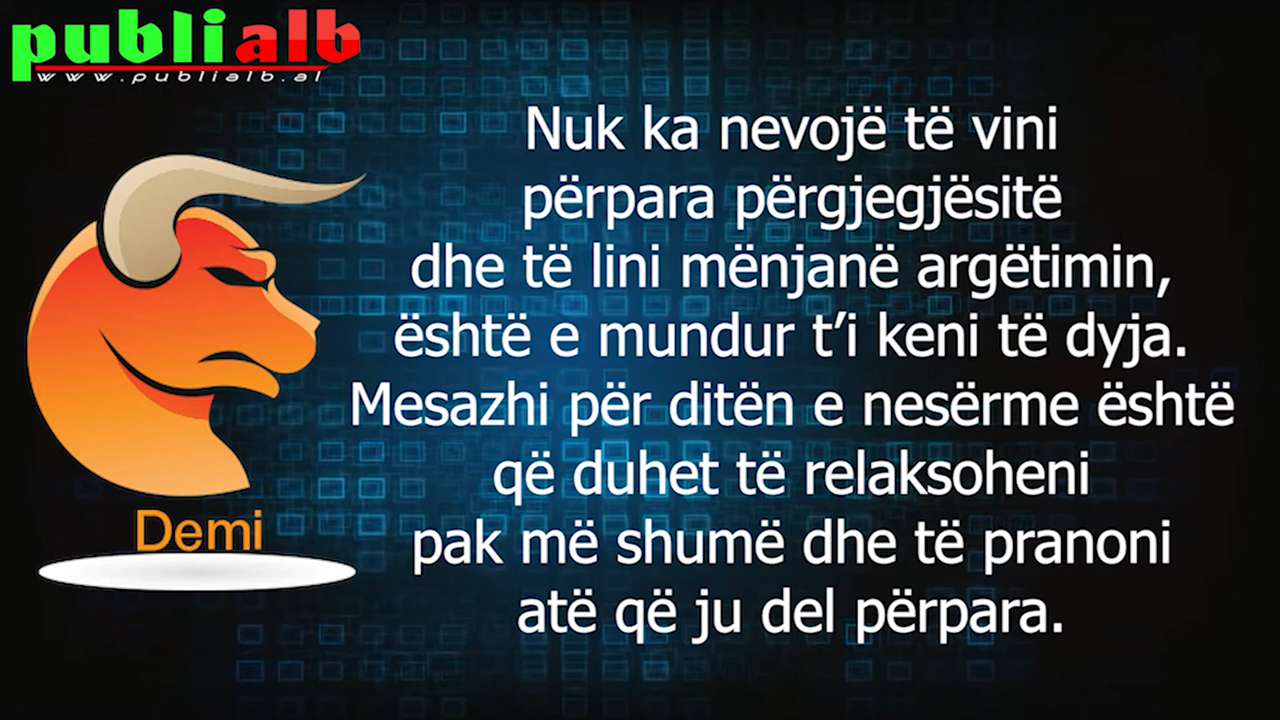 publialb
www.publialb.al
Nuk ka nevojë të vini
përpara përgjegjësitë
dhe të lini mënjanë argëtimin,
është e mundur t’i keni të dyja.
Mesazhi për ditën e nesërme është
që duhet të relaksoheni
pak më shumë dhe të pranoni
atë që ju del përpara.
Demi